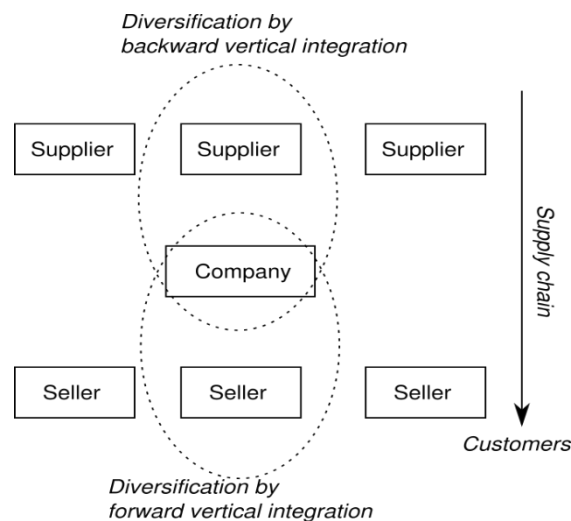 Diversification by
backward vertical integration
Supplier
Supplier
Supplier
Company
Supply chain
Seller
Seller
Seller
Customers
Diversification by
forward vertical integration